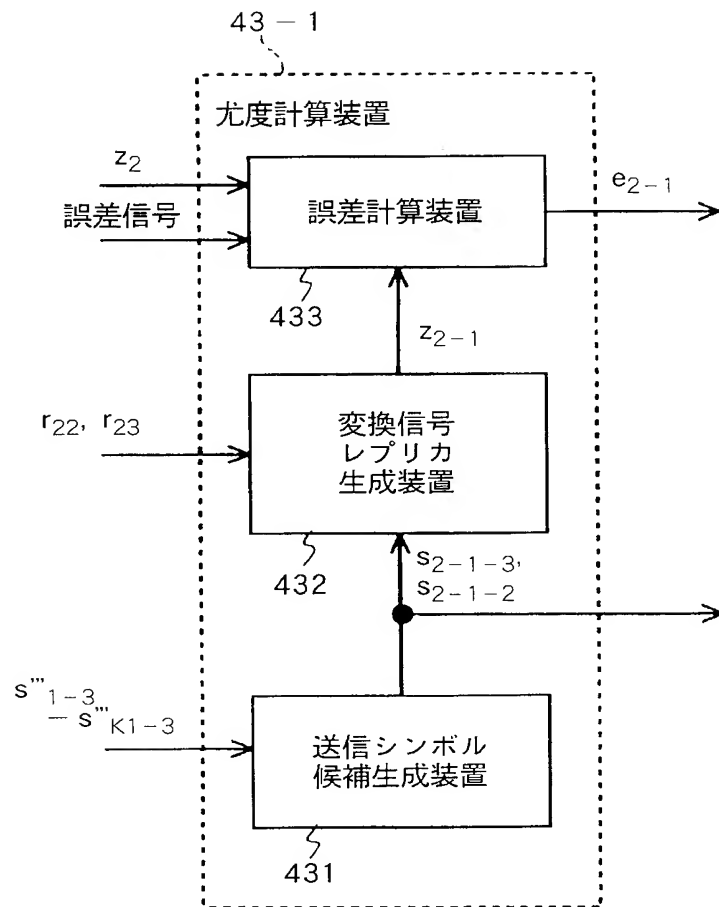 43-1
尤度計算装置
z2
誤差信号
誤差計算装置
e2-1
433
z2-1
r22, r23
変換信号
レプリカ
生成装置
432
s2-1-3,
s2-1-2
s'''1-3
- s'''K1-3
送信シンボル
候補生成装置
431